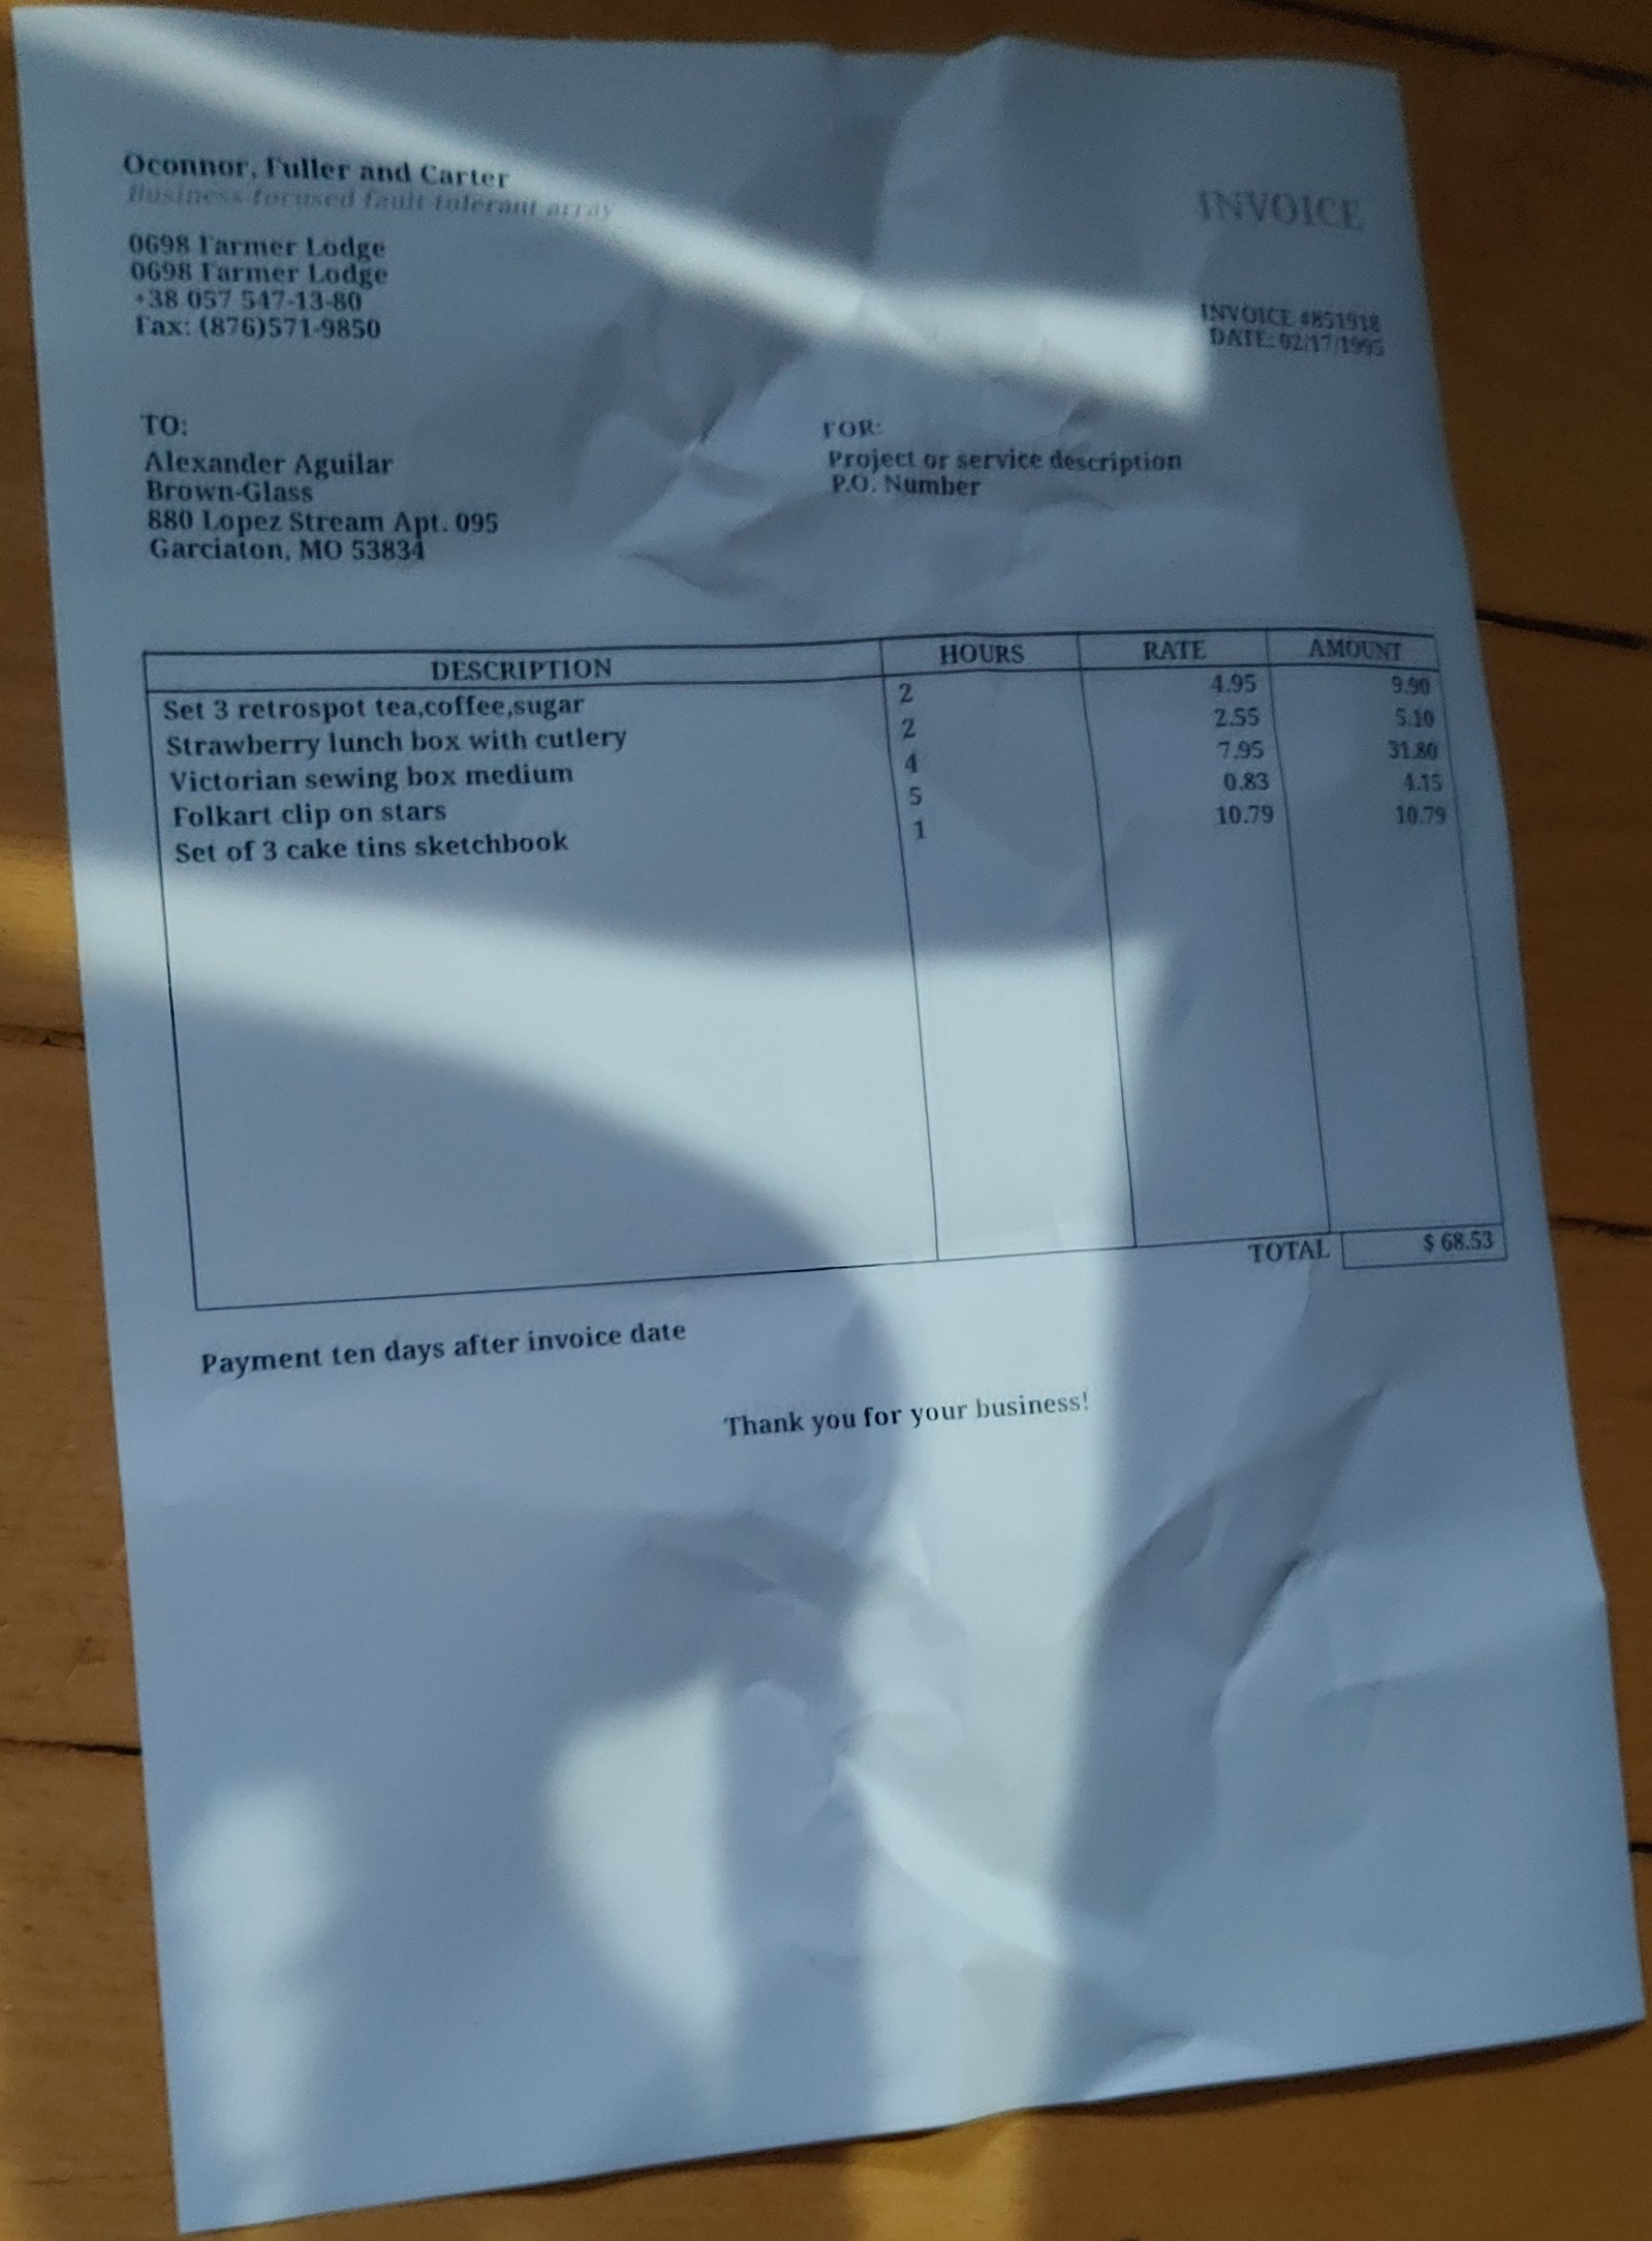 Oconnor, Fuller and Carter
Business-focused fault-tolerant array
INVOICE
0698 Farmer Lodge
0698 Farmer Lodge
+38 057 547-13-80
Fax: (876)571-9850
INVOICE #851918
DATE: 02/17/1995
TO:
Alexander Aguilar
Brown-Glass
880 Lopez Stream Apt. 095
Garciaton, MO 53834
FOR:
Project or service description
P.O. Number
DESCRIPTION HOURS RATE AMOUNT
Set 3 retrospot tea,coffee,sugar 2 4.95 9.90
Strawberry lunch box with cutlery 2 2.55 5.10
Victorian sewing box medium 4 7.95 31.80
Folkart clip on stars 5 0.83 4.15
Set of 3 cake tins sketchbook 1 10.79 10.79
TOTAL $ 68.53
Payment ten days after invoice date
Thank you for your business!